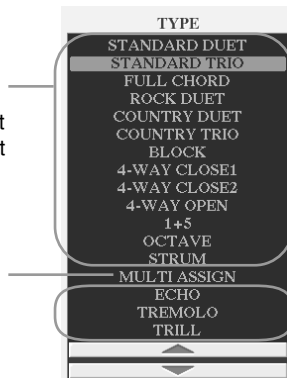 TYPE
STANDARD DUET
STANDARD TRIO
FULL CHORD
ROCK DUET
COUNTRY DUET
COUNTRY TRIO
BLOCK
4-WAY CLOSE1
4-WAY CLOSE2
4-WAY OPEN
1+5
OCTAVE
STRUM
MULTI ASSIGN
ECHO
TREMOLO
TRILL